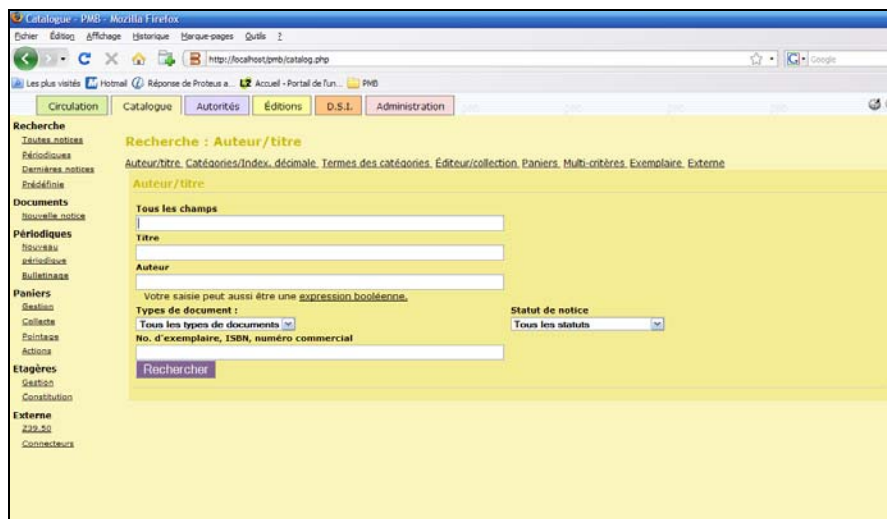 Catalogue - PMB - Mozilla Firefox
Fichier Édition Affichage Historique Marque-pages Outils ?
http://localhost/pmb/catalog.php
Google
Les plus visités Hotmail Réponse de Proteus a... Accueil - Portail de l'un... PMB
Circulation Catalogue Autorités Éditions D.S.I. Administration
Recherche
Toutes notices
Périodiques
Dernières notices
Prédéfinie
Documents
Nouvelle notice
Périodiques
Nouveau
périodique
Bulletinage
Paniers
Gestion
Collecte
Pointage
Actions
Etagères
Gestion
Constitution
Externe
Z39.50
Connecteurs
Recherche : Auteur/titre
Auteur/titre Catégories/Index. décimale Termes des catégories Éditeur/collection Paniers Multi-critères Exemplaire Externe
Auteur/titre
Tous les champs
Titre
Auteur
Votre saisie peut aussi être une expression booléenne.
Types de document : Statut de notice
Tous les types de documents Tous les statuts
No. d'exemplaire, ISBN, numéro commercial
Rechercher